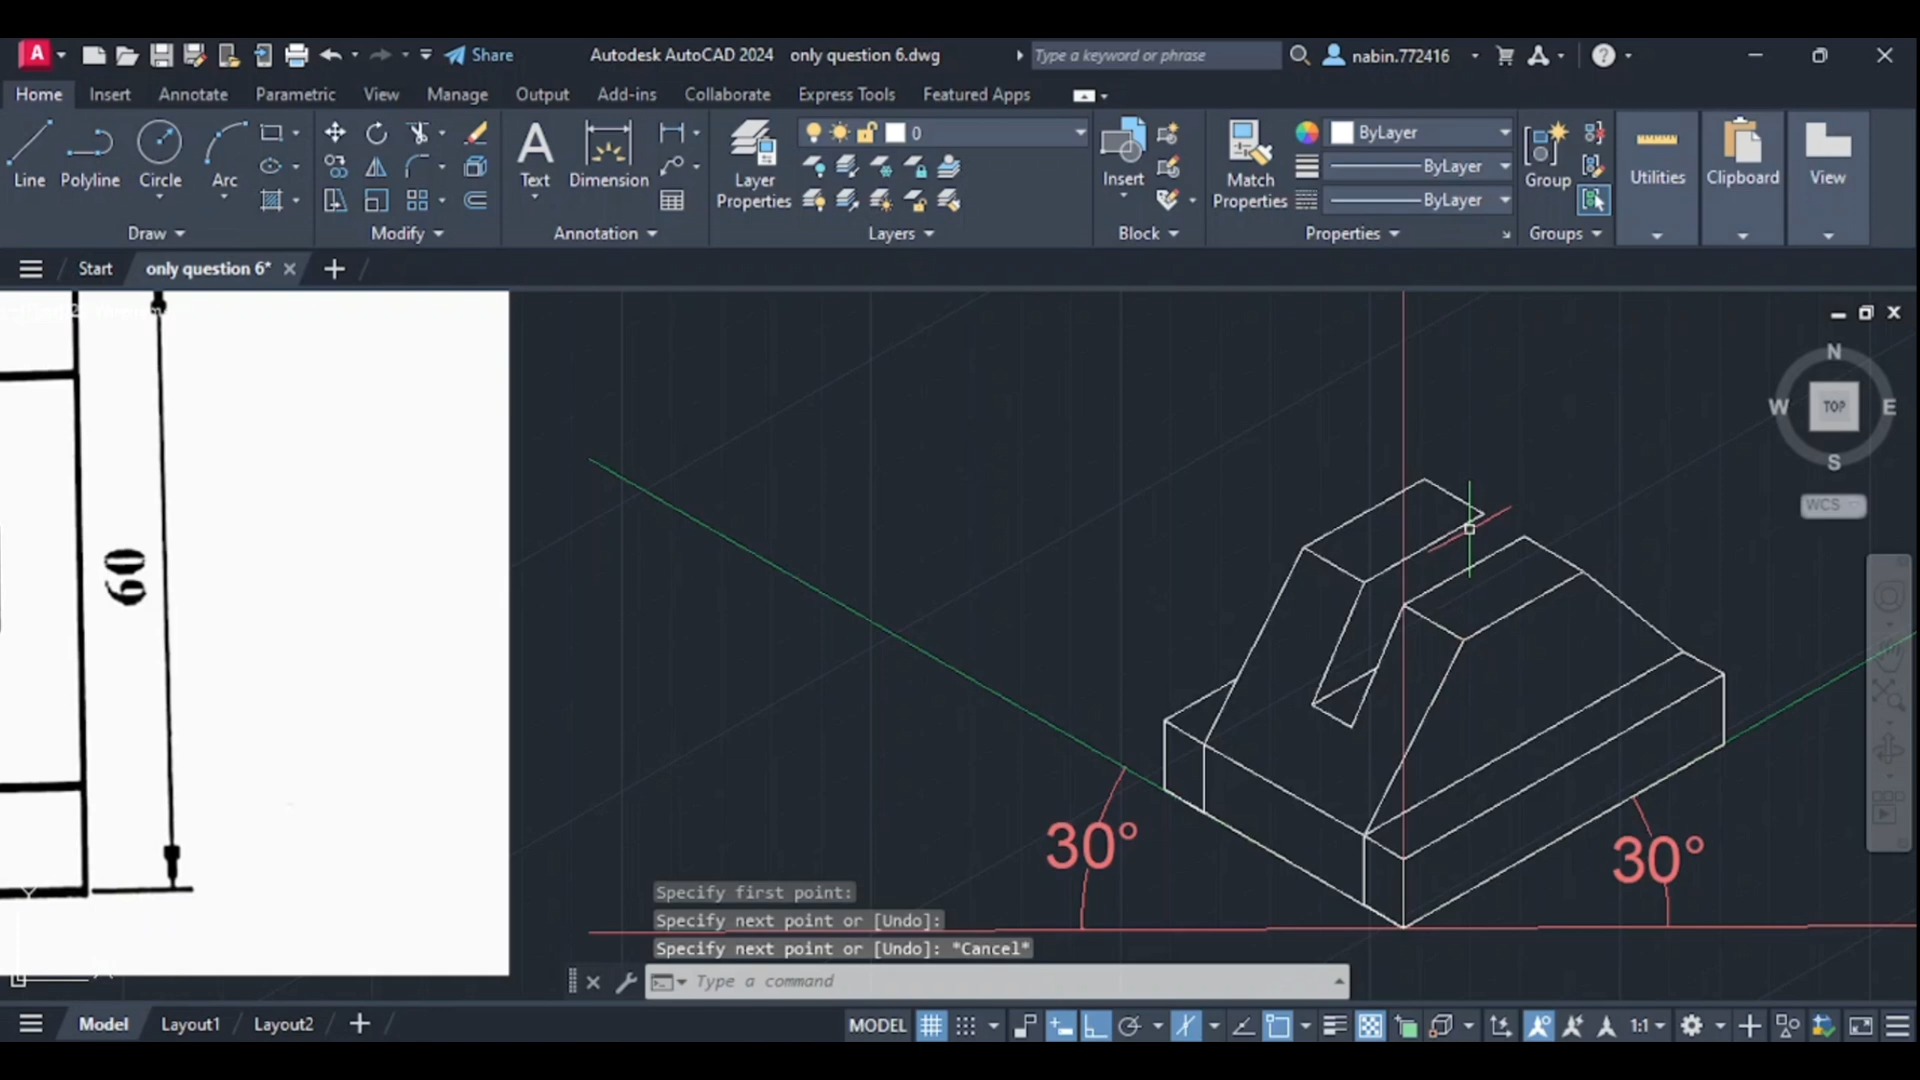 A
Share
Autodesk AutoCAD 2024 only question 6.dwg
Type a keyword or phrase
nabin.772416
Home Insert Annotate Parametric View Manage Output Add-ins Collaborate Express Tools Featured Apps
0
ByLayer
ByLayer
ByLayer
Line Polyline Circle Arc
Text Dimension
Layer Properties
Insert
Match Properties
Group
Utilities Clipboard View
Draw Modify Annotation Layers Block Properties Groups
Start only question 6*
N
W TOP E
S
WCS
60
30°
30°
Specify first point:
Specify next point or [Undo]:
Specify next point or [Undo]: *Cancel*
Type a command
Model Layout1 Layout2
MODEL
1:1